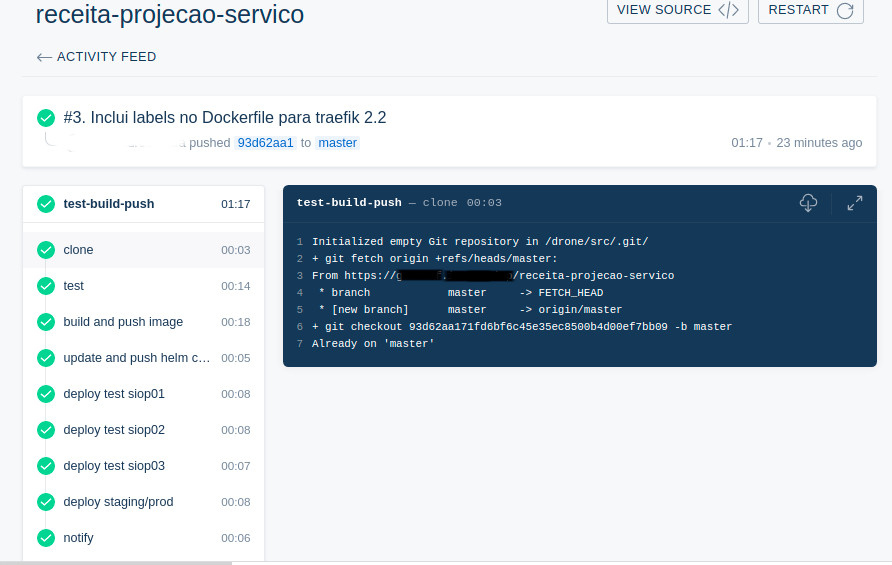 receita-projecao-servico
VIEW SOURCE </>
RESTART
ACTIVITY FEED
#3. Inclui labels no Dockerfile para traefik 2.2
pushed 93d62aa1 to master
01:17 • 23 minutes ago
test-build-push 01:17
clone 00:03
test 00:14
build and push image 00:18
update and push helm c... 00:05
deploy test siop01 00:08
deploy test siop02 00:08
deploy test siop03 00:07
deploy staging/prod 00:08
notify 00:06
test-build-push — clone 00:03
1 Initialized empty Git repository in /drone/src/.git/
2 + git fetch origin +refs/heads/master:
3 From https:// /receita-projecao-servico
4 * branch master -> FETCH_HEAD
5 * [new branch] master -> origin/master
6 + git checkout 93d62aa171fd6bf6c45e35ec8500b4d00ef7bb09 -b master
7 Already on 'master'